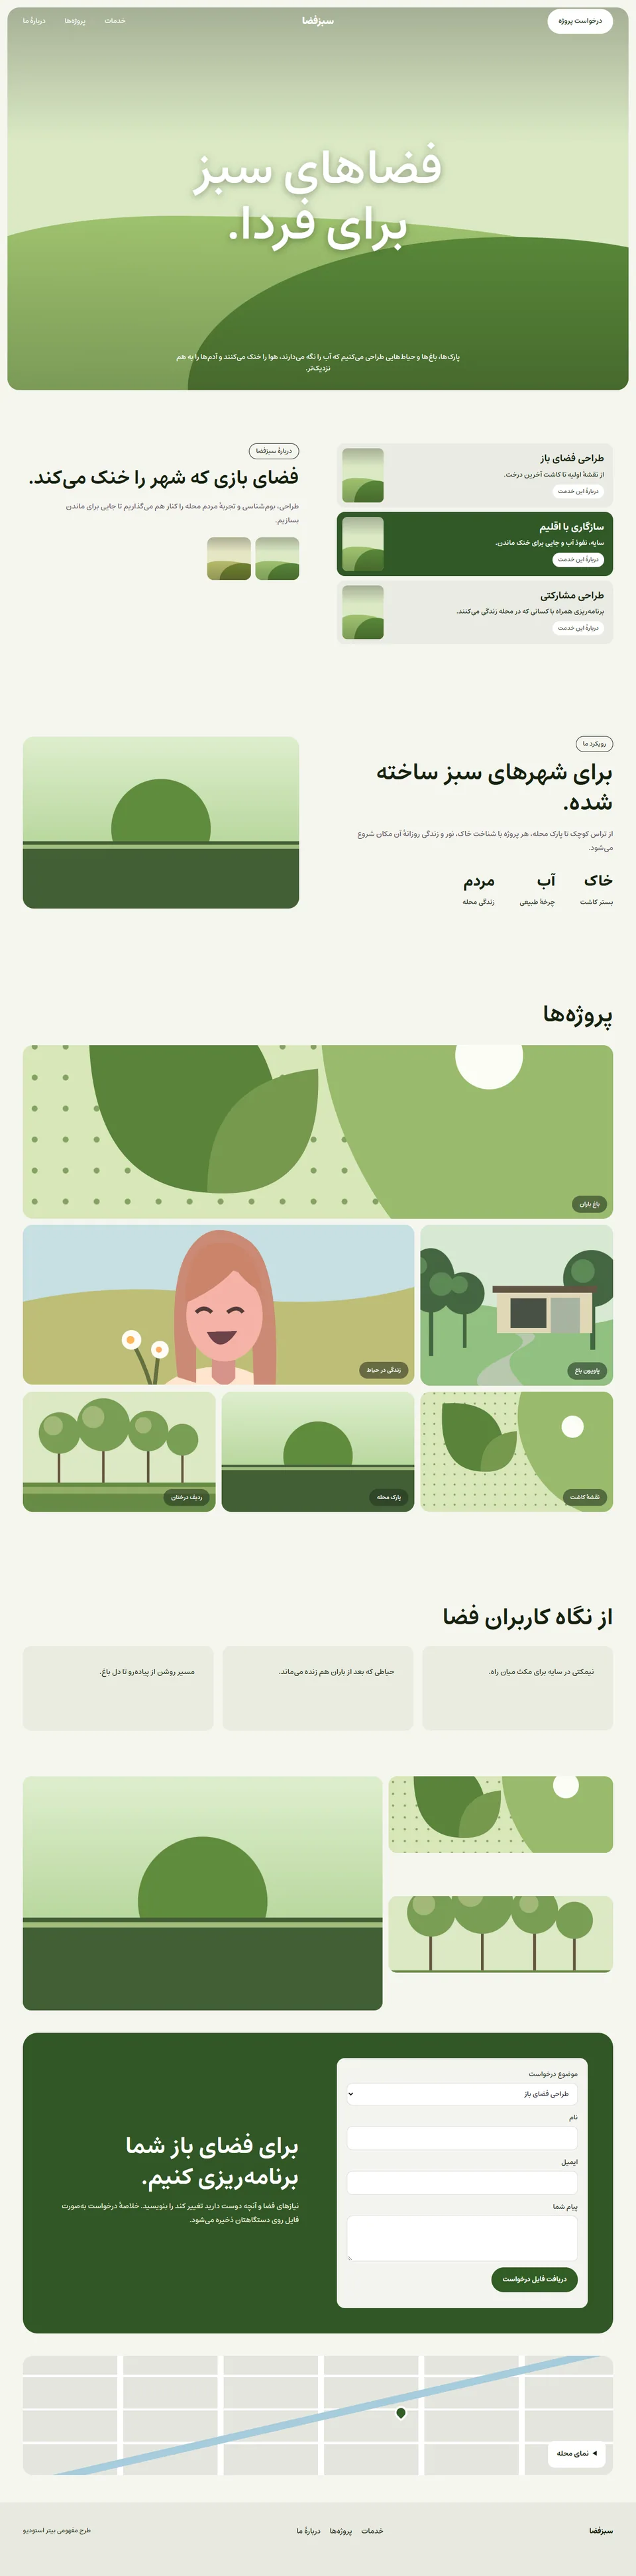 درخواست پروژه
سبزفضا
خدمات
پروژه‌ها
دربارهٔ ما
فضاهای سبز
برای فردا.
پارک‌ها، باغ‌ها و حیاط‌هایی طراحی می‌کنیم که آب را نگه می‌دارند، هوا را خنک می‌کنند و آدم‌ها را به هم
نزدیک‌تر.
طراحی فضای باز
از نقشهٔ اولیه تا کاشت آخرین درخت.
دربارهٔ این خدمت
سازگاری با اقلیم
سایه، نفوذ آب و جایی برای خنک ماندن.
دربارهٔ این خدمت
طراحی مشارکتی
برنامه‌ریزی همراه با کسانی که در محله زندگی می‌کنند.
دربارهٔ این خدمت
دربارهٔ سبزفضا
فضای بازی که شهر را خنک می‌کند.
طراحی، بوم‌شناسی و تجربهٔ مردم محله را کنار هم می‌گذاریم تا جایی برای ماندن
بسازیم.
رویکرد ما
برای شهرهای سبز ساخته
شده.
از تراس کوچک تا پارک محله، هر پروژه با شناخت خاک، نور و زندگی روزانهٔ آن مکان شروع
می‌شود.
خاک
بستر کاشت
آب
چرخهٔ طبیعی
مردم
زندگی محله
پروژه‌ها
باغ باران
پاویون باغ
زندگی در حیاط
نقشهٔ کاشت
پارک محله
ردیف درختان
از نگاه کاربران فضا
نیمکتی در سایه برای مکث میان راه.
حیاطی که بعد از باران هم زنده می‌ماند.
مسیر روشن از پیاده‌رو تا دل باغ.
موضوع درخواست
طراحی فضای باز
نام
ایمیل
پیام شما
دریافت فایل درخواست
برای فضای باز شما
برنامه‌ریزی کنیم.
نیازهای فضا و آنچه دوست دارید تغییر کند را بنویسید. خلاصهٔ درخواست به‌صورت
فایل روی دستگاهتان ذخیره می‌شود.
نمای محله
سبزفضا
خدمات
پروژه‌ها
دربارهٔ ما
طرح مفهومی بیتر استودیو